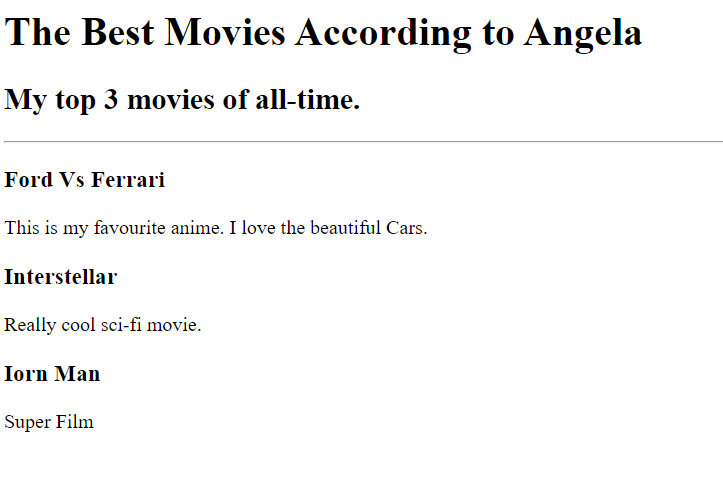 The Best Movies According to Angela
My top 3 movies of all-time.
Ford Vs Ferrari
This is my favourite anime. I love the beautiful Cars.
Interstellar
Really cool sci-fi movie.
Iorn Man
Super Film